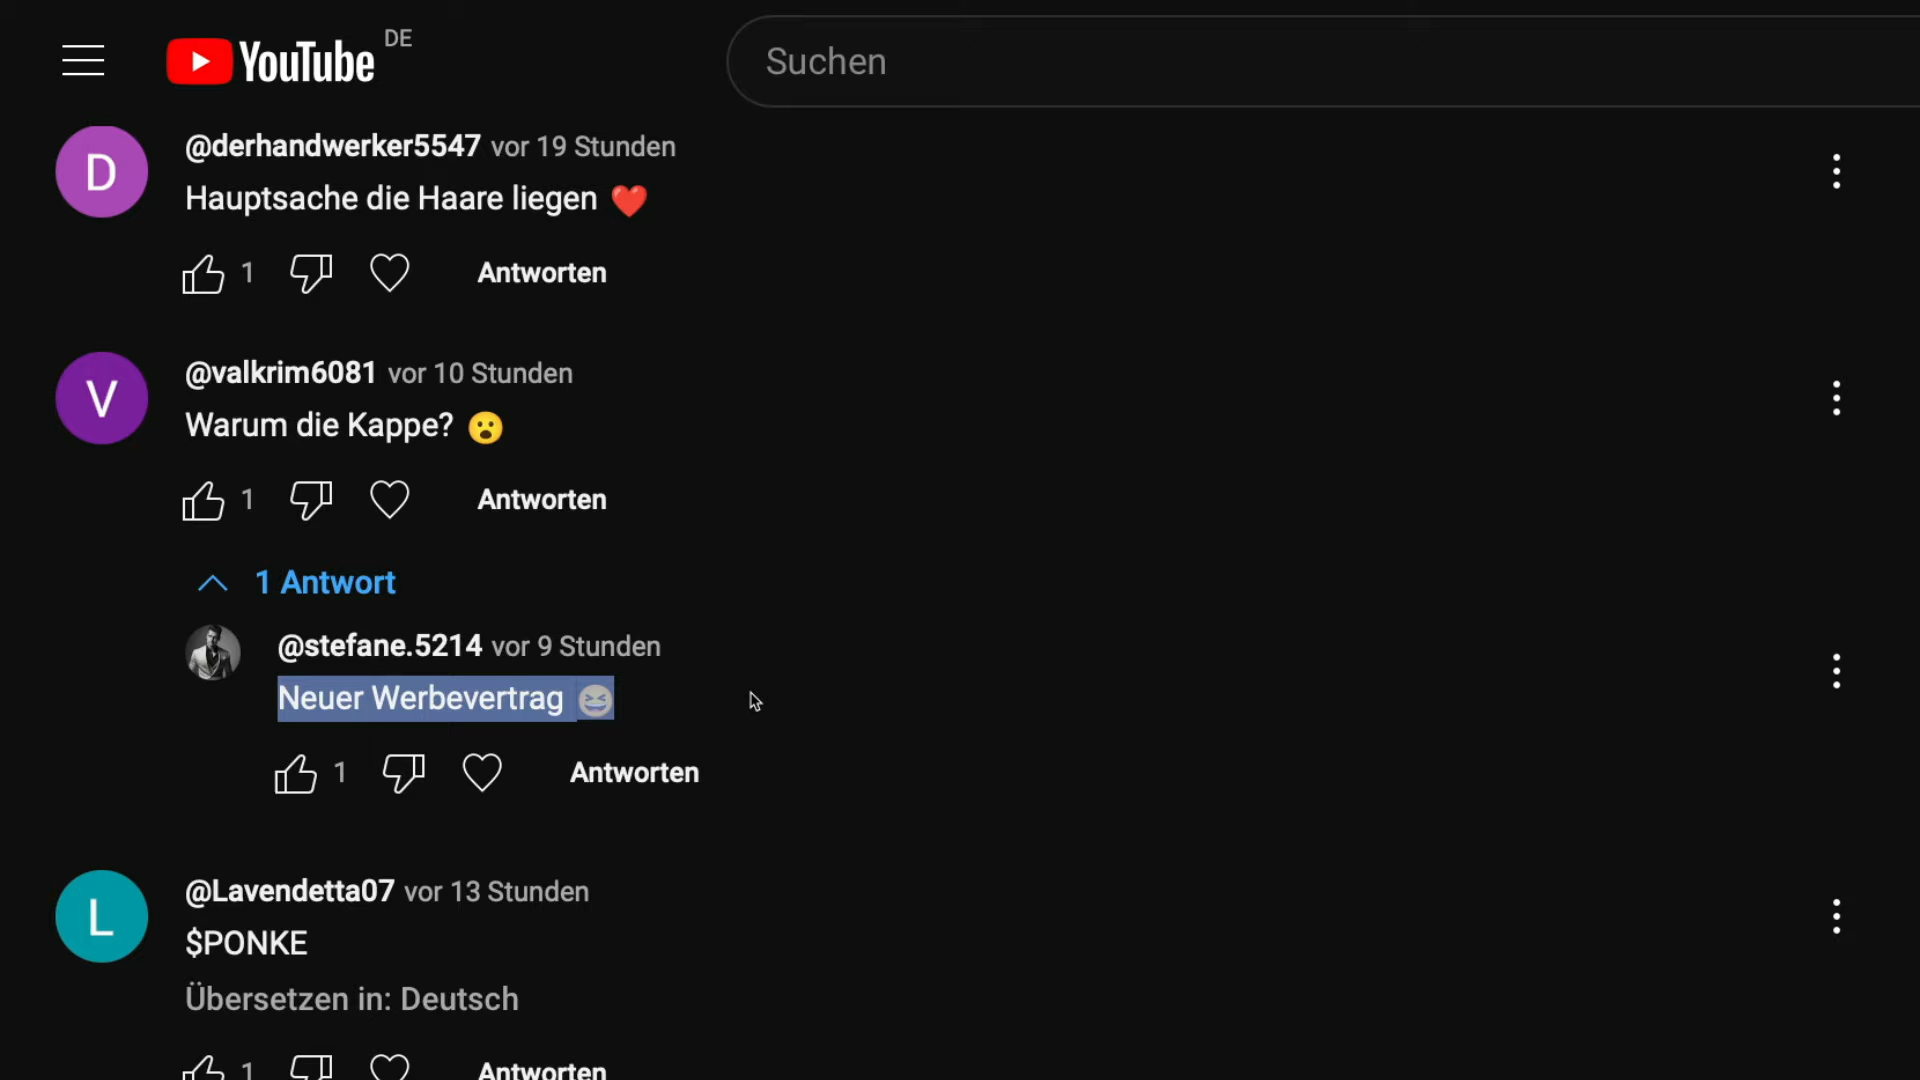 YouTube DE
Suchen
D
@derhandwerker5547 vor 19 Stunden
Hauptsache die Haare liegen ❤️
1 Antworten
V
@valkrim6081 vor 10 Stunden
Warum die Kappe? 😮
1 Antworten
1 Antwort
@stefane.5214 vor 9 Stunden
Neuer Werbevertrag 😆
1 Antworten
L
@Lavendetta07 vor 13 Stunden
$PONKE
Übersetzen in: Deutsch
1 Antworten